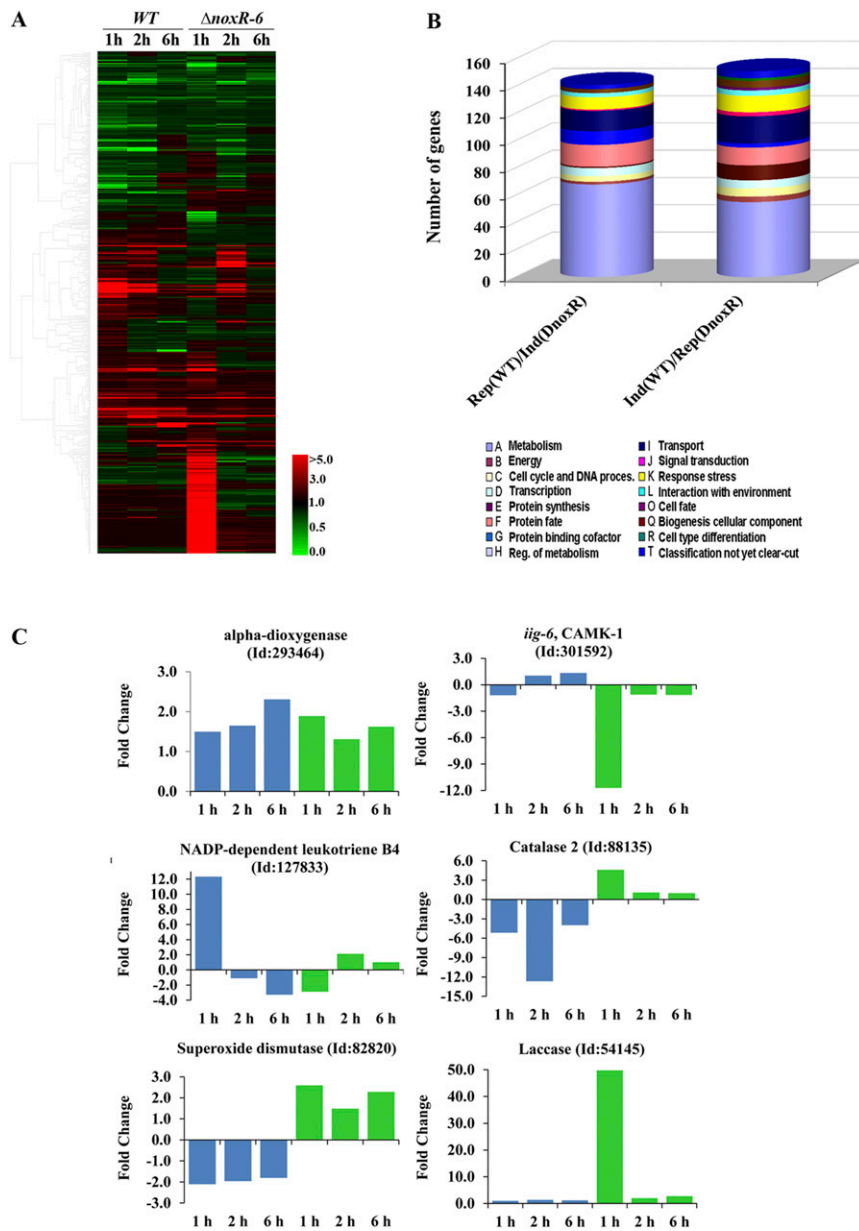 A
WT ΔnoxR-6
1h 2h 6h 1h 2h 6h
>5.0
3.0
1.0
0.5
0.0
B
Number of genes
160
140
120
100
80
60
40
20
0
Rep(WT)/Ind(DnoxR)
Ind(WT)/Rep(DnoxR)
A Metabolism
B Energy
C Cell cycle and DNA proces.
D Transcription
E Protein synthesis
F Protein fate
G Protein binding cofactor
H Reg. of metabolism
I Transport
J Signal transduction
K Response stress
L Interaction with environment
O Cell fate
Q Biogenesis cellular component
R Cell type differentiation
T Classification not yet clear-cut
C
alpha-dioxygenase
(Id:293464)
Fold Change
3.0
2.0
1.0
0.0
1 h 2 h 6 h 1 h 2 h 6 h
iig-6, CAMK-1
(Id:301592)
Fold Change
3.0
0.0
-3.0
-6.0
-9.0
-12.0
1 h 2 h 6 h 1 h 2 h 6 h
NADP-dependent leukotriene B4
(Id:127833)
Fold Change
12.0
10.0
8.0
6.0
4.0
2.0
0.0
-2.0
-4.0
1 h 2 h 6 h 1 h 2 h 6 h
Catalase 2 (Id:88135)
Fold Change
6.0
3.0
0.0
-3.0
-6.0
-9.0
-12.0
-15.0
1 h 2 h 6 h 1 h 2 h 6 h
Superoxide dismutase (Id:82820)
Fold Change
3.0
2.0
1.0
0.0
-1.0
-2.0
-3.0
1 h 2 h 6 h 1 h 2 h 6 h
Laccase (Id:54145)
Fold Change
50.0
40.0
30.0
20.0
10.0
0.0
1 h 2 h 6 h 1 h 2 h 6 h